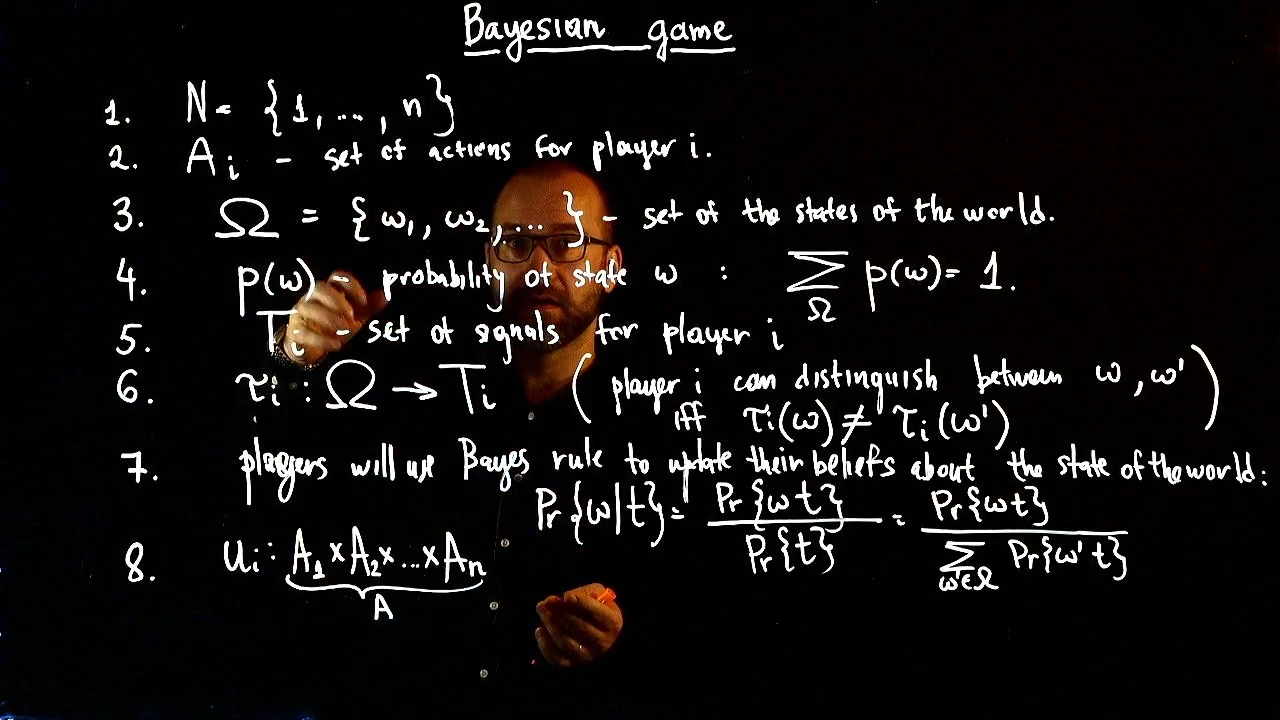 Bayesian game
1. N = {1, ..., n}
2. Aᵢ - set of actions for player i.
3. Ω = {ω₁, ω₂, ...} - set of the states of the world.
4. p(ω) - probability of state ω : ∑_Ω p(ω) = 1.
5. Tᵢ - set of signals for player i
6. τᵢ : Ω → Tᵢ (player i can distinguish between ω, ω'
iff τᵢ(ω) ≠ τᵢ(ω'))
7. players will use Bayes rule to update their beliefs about the state of the world:
Pr{ω|t} = Pr{ωt} / Pr{t} = Pr{ωt} / ∑_{ω'∈Ω} Pr{ω't}
8. uᵢ : A₁ × A₂ × ... × Aₙ
A